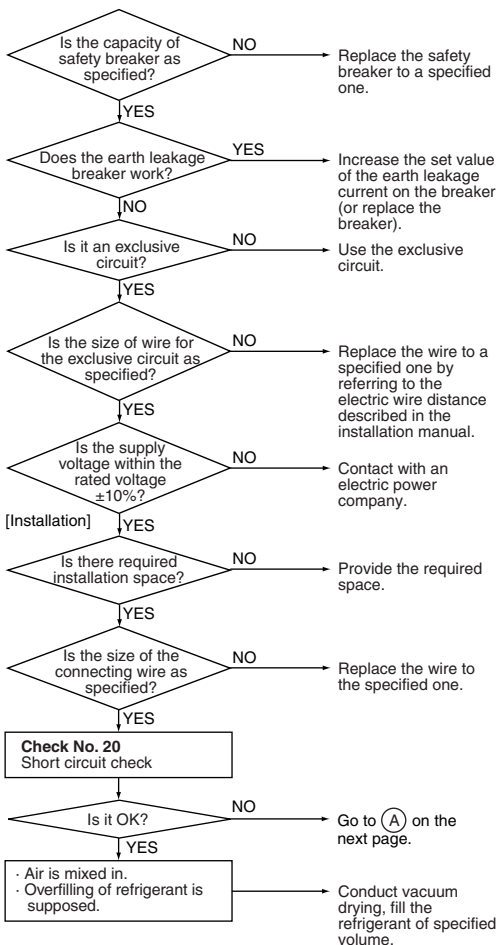 Is the capacity of
safety breaker as
specified?
NO
Replace the safety
breaker to a specified
one.
YES
Does the earth leakage
breaker work?
YES
Increase the set value
of the earth leakage
current on the breaker
(or replace the
breaker).
NO
Is it an exclusive
circuit?
NO
Use the exclusive
circuit.
YES
Is the size of wire for
the exclusive circuit as
specified?
NO
Replace the wire to a
specified one by
referring to the
electric wire distance
described in the
installation manual.
YES
Is the supply
voltage within the
rated voltage
±10%?
NO
Contact with an
electric power
company.
[Installation]
YES
Is there required
installation space?
NO
Provide the required
space.
YES
Is the size of the
connecting wire as
specified?
NO
Replace the wire to
the specified one.
YES
Check No. 20
Short circuit check
Is it OK?
NO
Go to A on the
next page.
YES
· Air is mixed in.
· Overfilling of refrigerant is
supposed.
Conduct vacuum
drying, fill the
refrigerant of specified
volume.